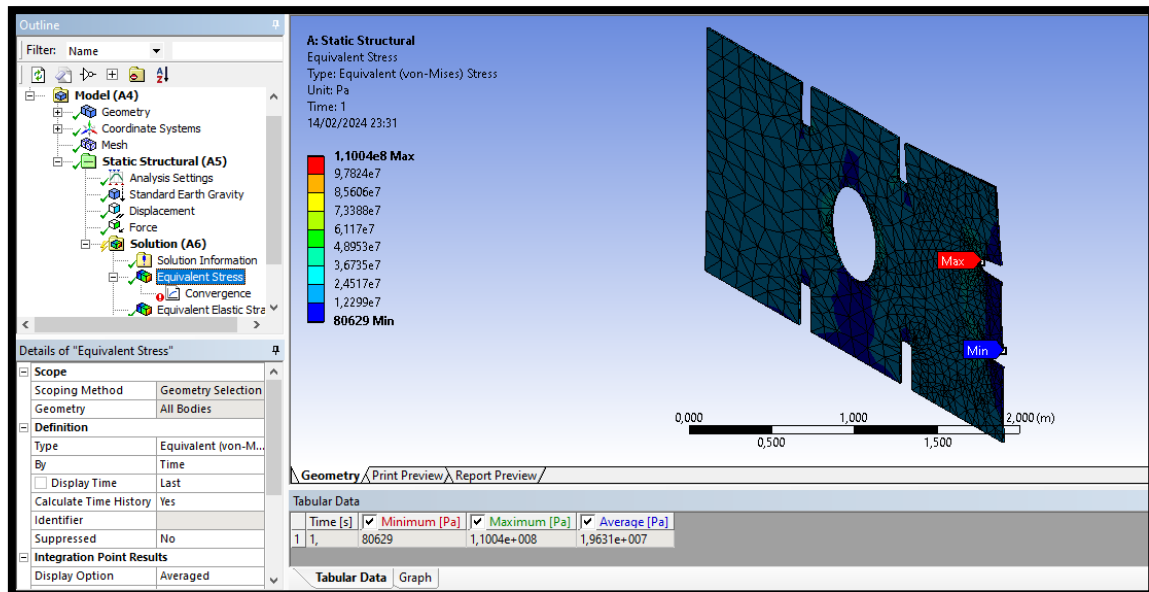 Outline
Filter: Name
Model (A4)
Geometry
Coordinate Systems
Mesh
Static Structural (A5)
Analysis Settings
Standard Earth Gravity
Displacement
Force
Solution (A6)
Solution Information
Equivalent Stress
Convergence
Equivalent Elastic Stra
Details of "Equivalent Stress"
Scope
Scoping Method Geometry Selection
Geometry All Bodies
Definition
Type Equivalent (von-M...
By Time
Display Time Last
Calculate Time History Yes
Identifier
Suppressed No
Integration Point Results
Display Option Averaged
A: Static Structural
Equivalent Stress
Type: Equivalent (von-Mises) Stress
Unit: Pa
Time: 1
14/02/2024 23:31
1,1004e8 Max
9,7824e7
8,5606e7
7,3388e7
6,117e7
4,8953e7
3,6735e7
2,4517e7
1,2299e7
80629 Min
Max
Min
0,000 1,000 2,000 (m)
0,500 1,500
Geometry Print Preview Report Preview
Tabular Data
Time [s] Minimum [Pa] Maximum [Pa] Average [Pa]
1 1, 80629 1,1004e+008 1,9631e+007
Tabular Data Graph